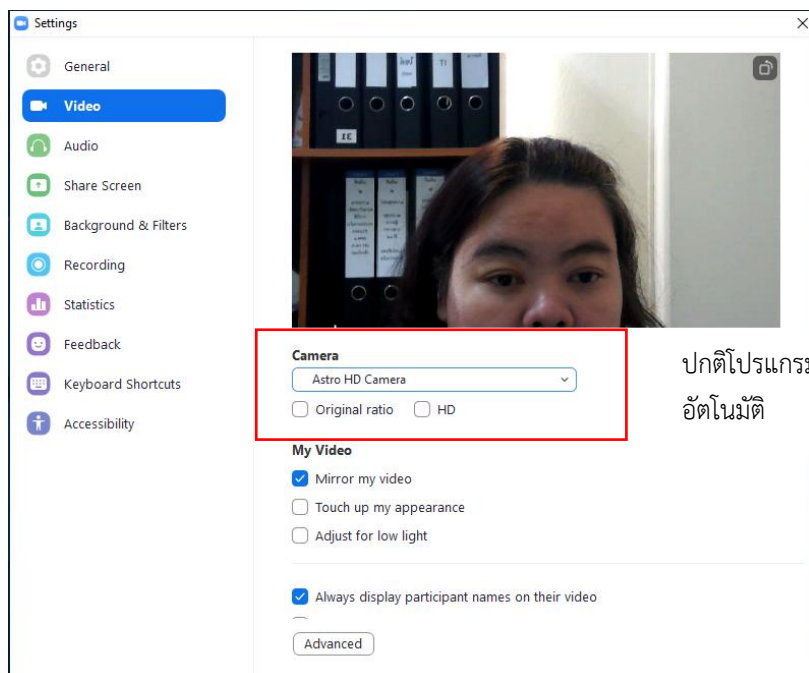 Settings
General
Video
Audio
Share Screen
Background & Filters
Recording
Statistics
Feedback
Keyboard Shortcuts
Accessibility
IE
Camera
Astro HD Camera
Original ratio HD
ปกติโปรแกรม
อัตโนมัติ
My Video
Mirror my video
Touch up my appearance
Adjust for low light
Always display participant names on their video
Advanced